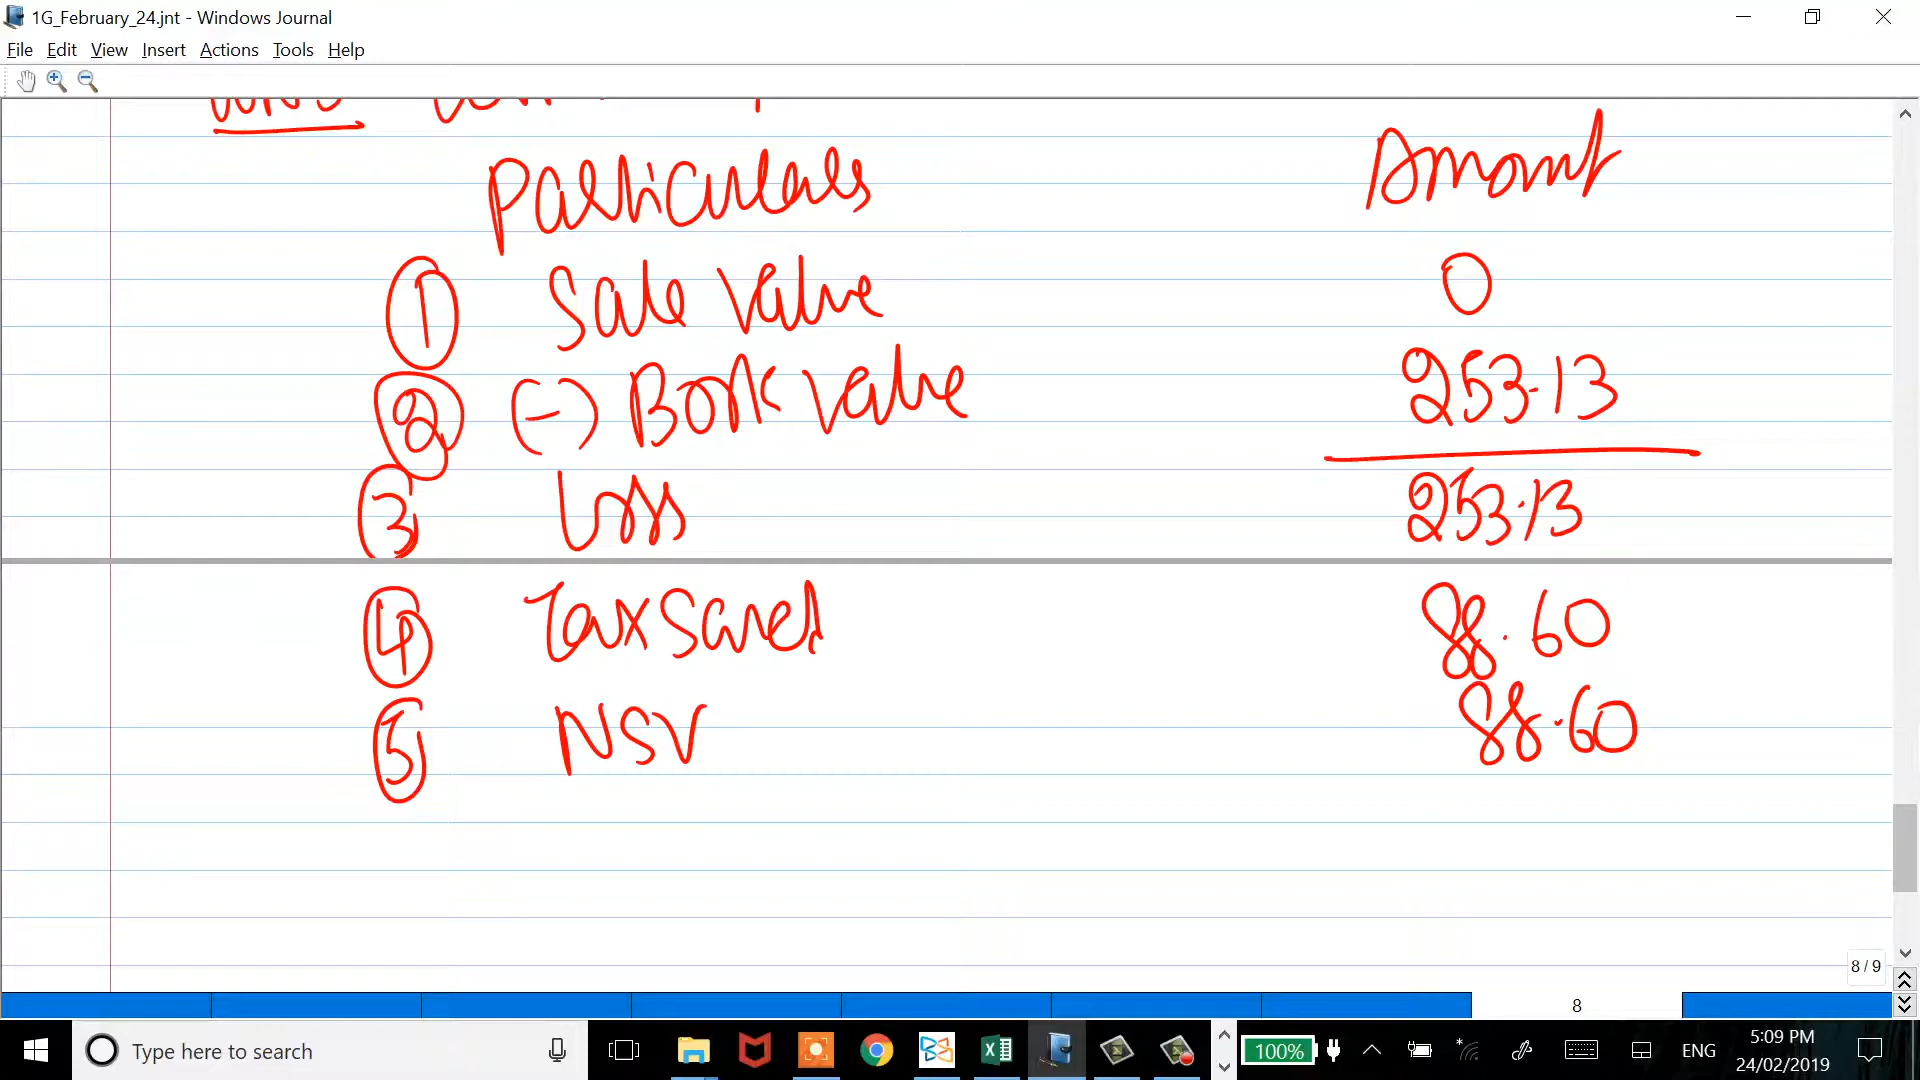 1G_February_24.jnt - Windows Journal
File Edit View Insert Actions Tools Help
Particulars Amount
1 Sale Value 0
2 (-) Book Value 253.13
3 Loss 253.13
4 Tax Saved 88.60
5 NSV 88.60
8 / 9
8
Type here to search
100%
ENG
5:09 PM
24/02/2019